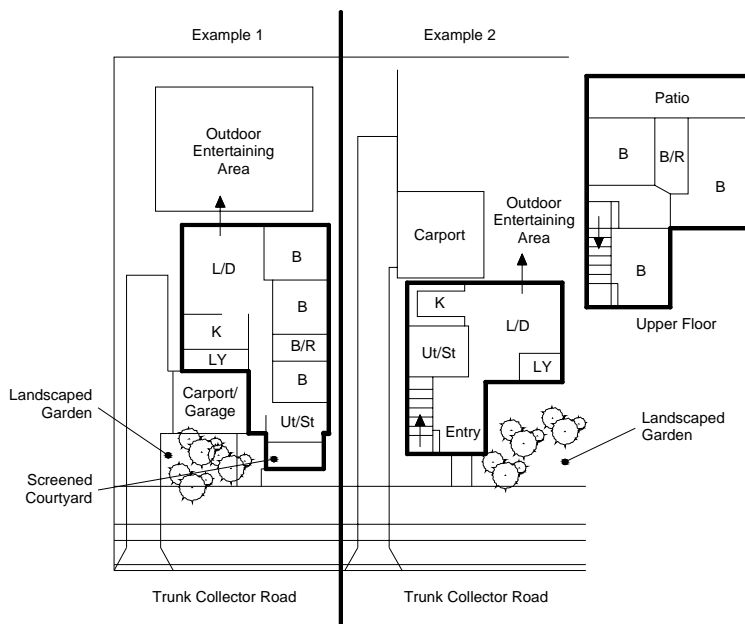 Example 1
Outdoor
Entertaining
Area
L/D
B
B
K
B/R
LY
B
Carport/
Garage
Ut/St
Landscaped
Garden
Screened
Courtyard
Trunk Collector Road
Example 2
Carport
Outdoor
Entertaining
Area
K
L/D
Ut/St
LY
Entry
Landscaped
Garden
Trunk Collector Road
Patio
B
B/R
B
B
Upper Floor